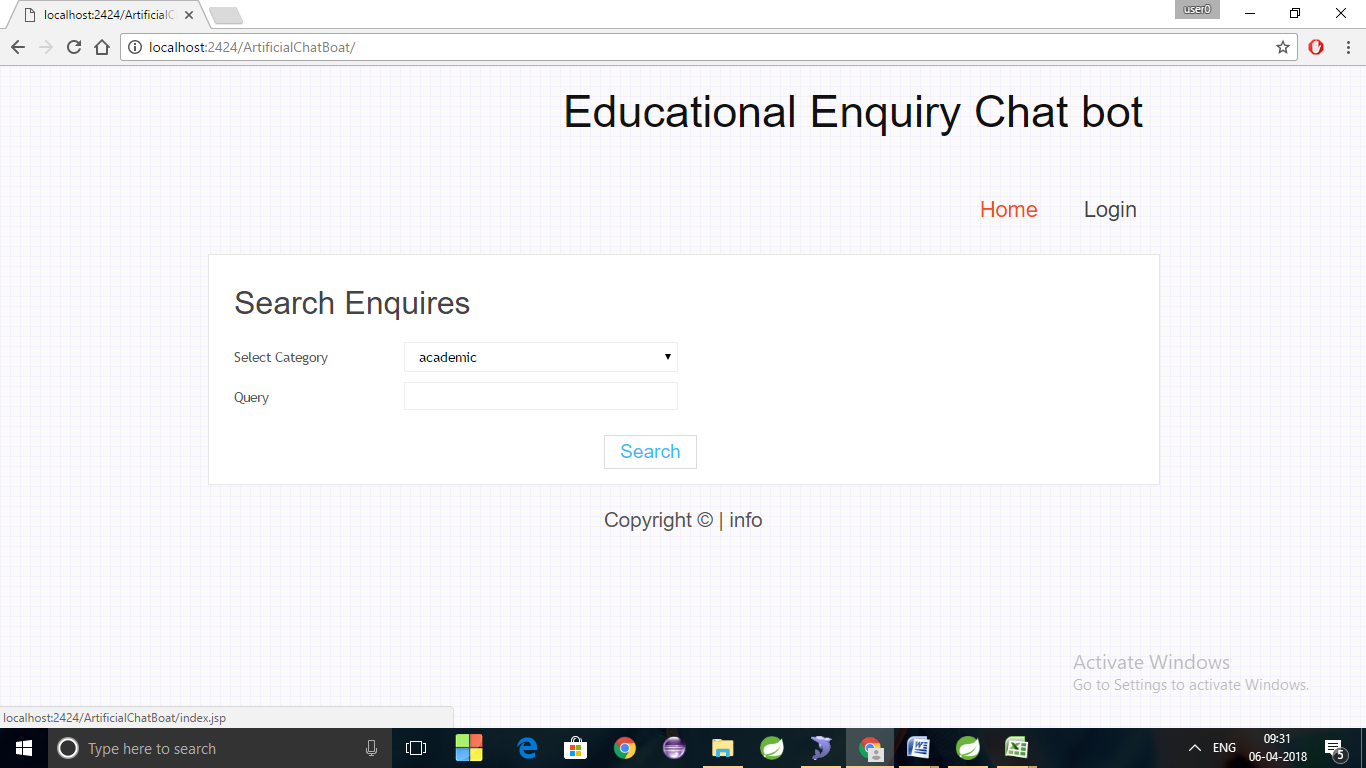 localhost:2424/ArtificialC
user0
localhost:2424/ArtificialChatBoat/
Educational Enquiry Chat bot
Home Login
Search Enquires
Select Category academic
Query
Search
Copyright © | info
Activate Windows
Go to Settings to activate Windows.
localhost:2424/ArtificialChatBoat/index.jsp
Type here to search
ENG
09:31
06-04-2018
5